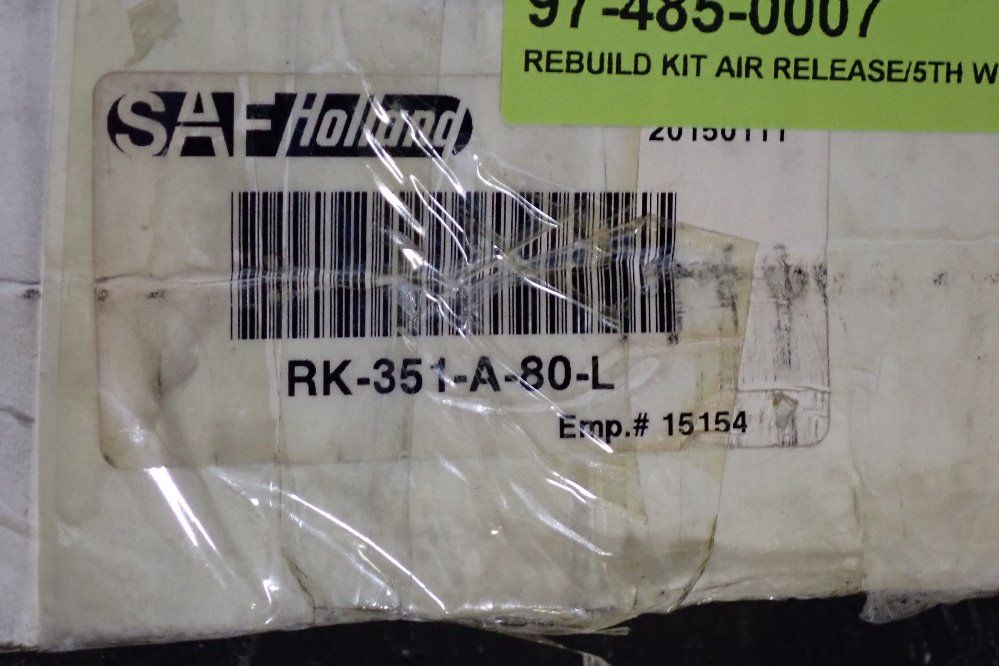 97-485-0007
REBUILD KIT AIR RELEASE/5TH W
SAF Holland
20150111
RK-351-A-80-L
Emp.# 15154